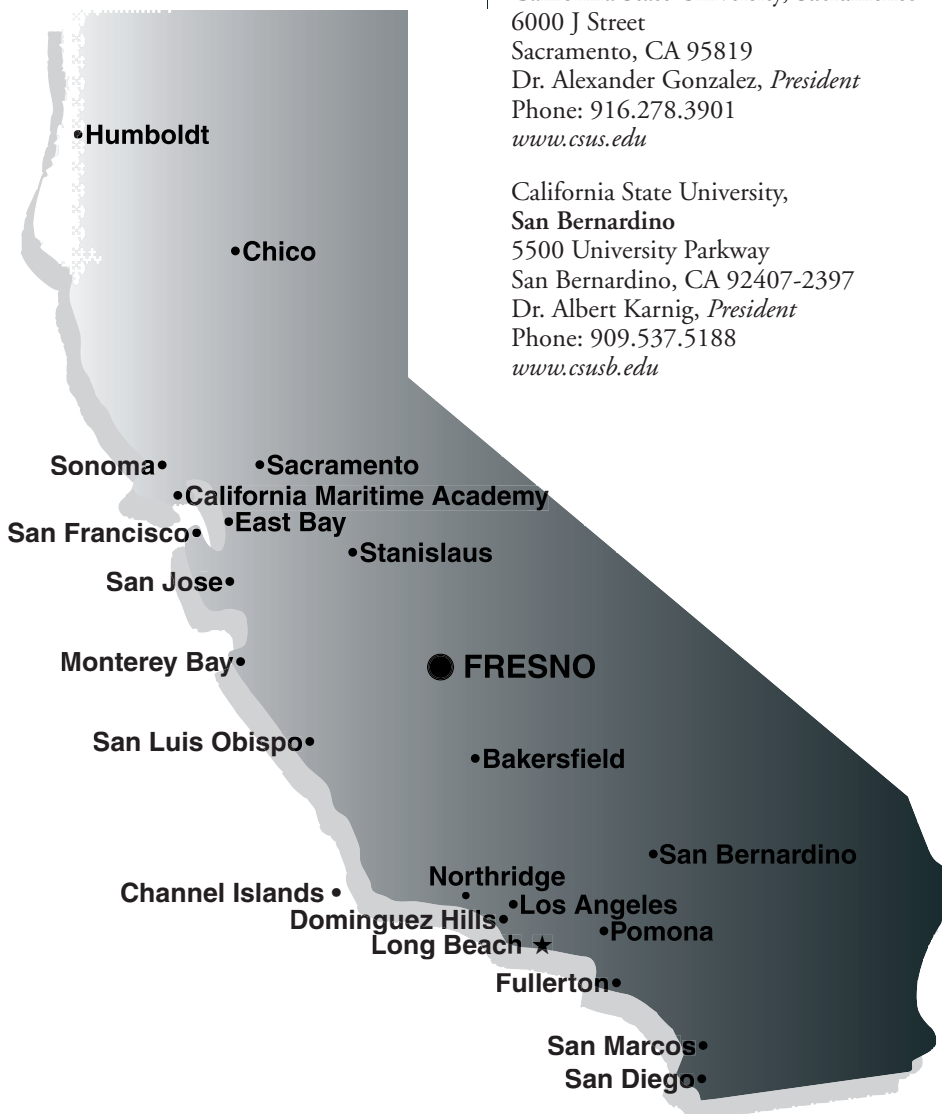 6000 J Street
Sacramento, CA 95819
Dr. Alexander Gonzalez, President
Phone: 916.278.3901
www.csus.edu
California State University,
San Bernardino
5500 University Parkway
San Bernardino, CA 92407-2397
Dr. Albert Karnig, President
Phone: 909.537.5188
www.csusb.edu
Humboldt
Chico
Sonoma
Sacramento
California Maritime Academy
East Bay
San Francisco
Stanislaus
San Jose
Monterey Bay
FRESNO
San Luis Obispo
Bakersfield
San Bernardino
Northridge
Channel Islands
Los Angeles
Dominguez Hills
Pomona
Long Beach
Fullerton
San Marcos
San Diego